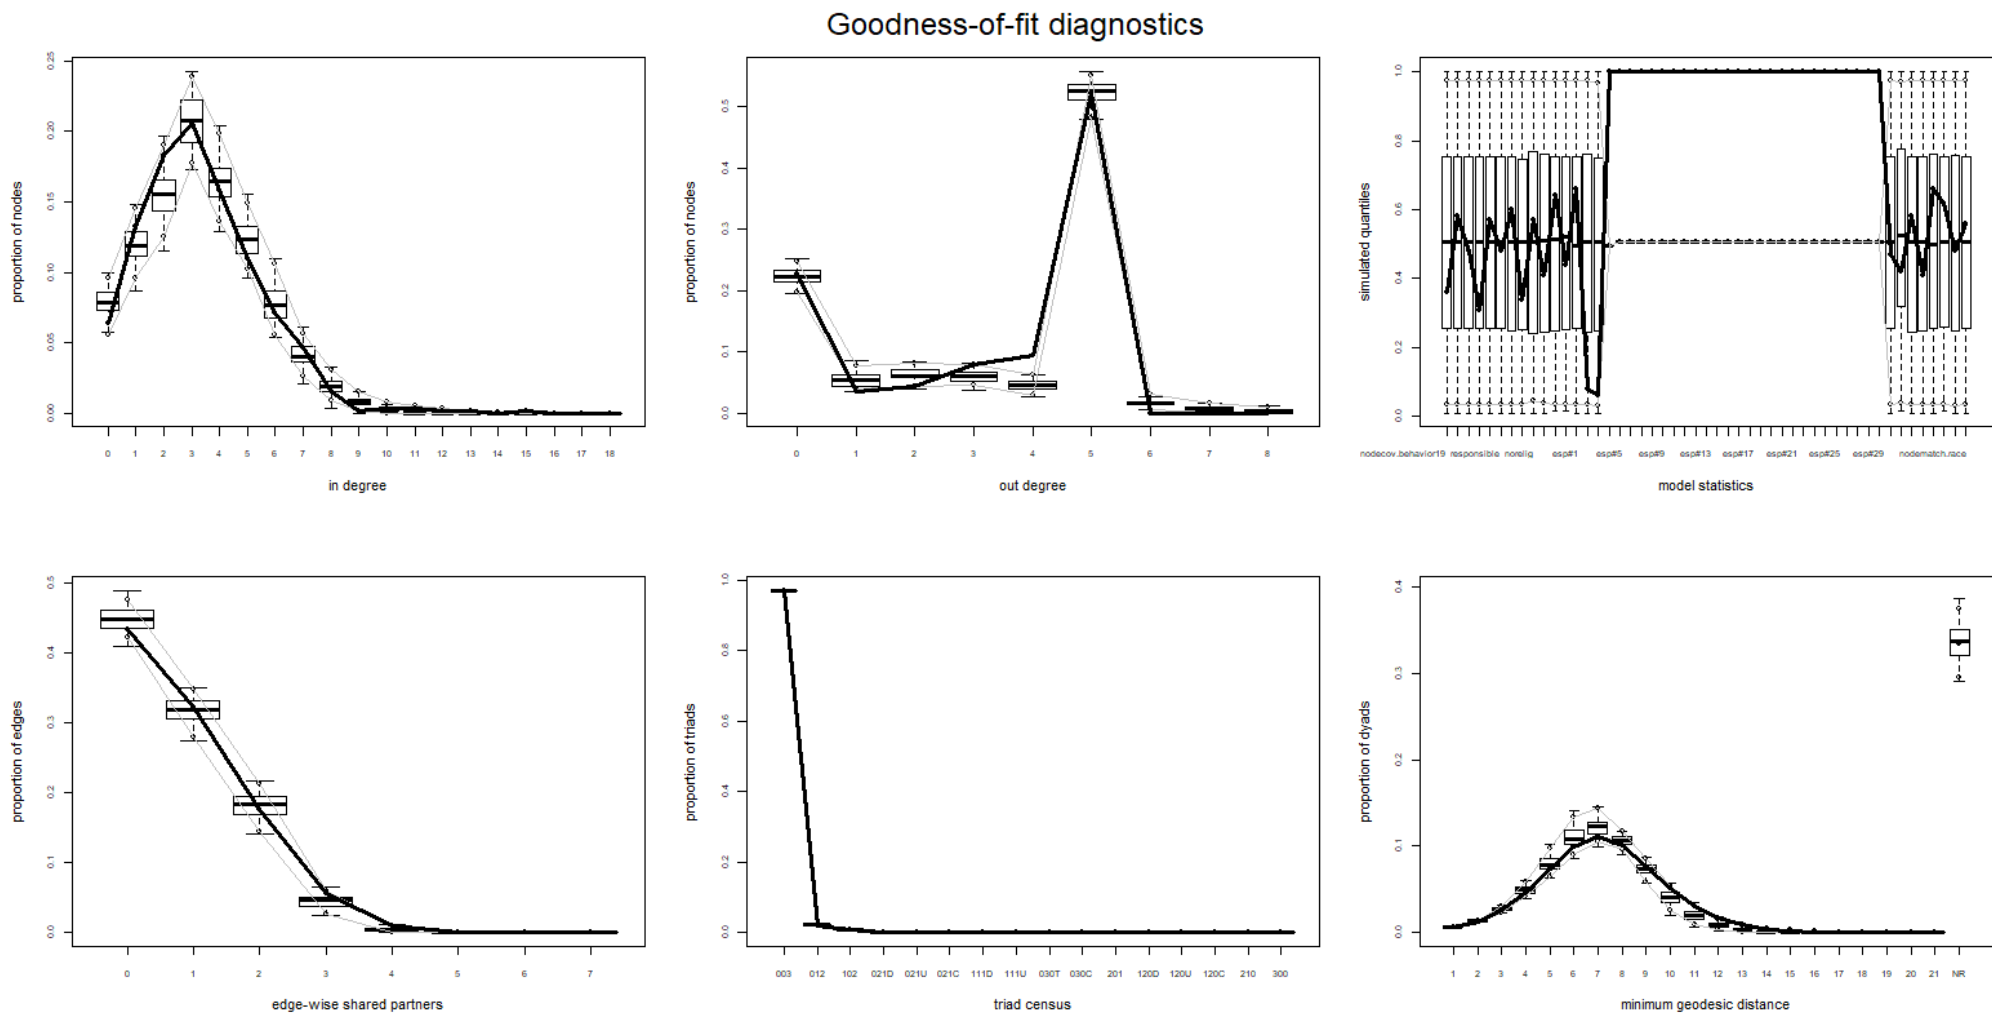 Goodness-of-fit diagnostics
proportion of nodes
0.25
0.20
0.15
0.10
0.05
0.00
0 1 2 3 4 5 6 7 8 9 10 11 12 13 14 15 16 17 18
in degree
proportion of nodes
0.5
0.4
0.3
0.2
0.1
0.0
0 1 2 3 4 5 6 7 8
out degree
simulated quantiles
1.0
0.8
0.6
0.4
0.2
0.0
nodecov.behavior19 responsible norelig esp#1 esp#5 esp#9 esp#13 esp#17 esp#21 esp#25 esp#29 nodematch.race
model statistics
proportion of edges
0.5
0.4
0.3
0.2
0.1
0.0
0 1 2 3 4 5 6 7
edge-wise shared partners
proportion of triads
1.0
0.8
0.6
0.4
0.2
0.0
003 012 102 021D 021U 021C 111D 111U 030T 030C 201 120D 120U 120C 210 300
triad census
proportion of dyads
0.4
0.3
0.2
0.1
0.0
1 2 3 4 5 6 7 8 9 10 11 12 13 14 15 16 17 18 19 20 21 NR
minimum geodesic distance